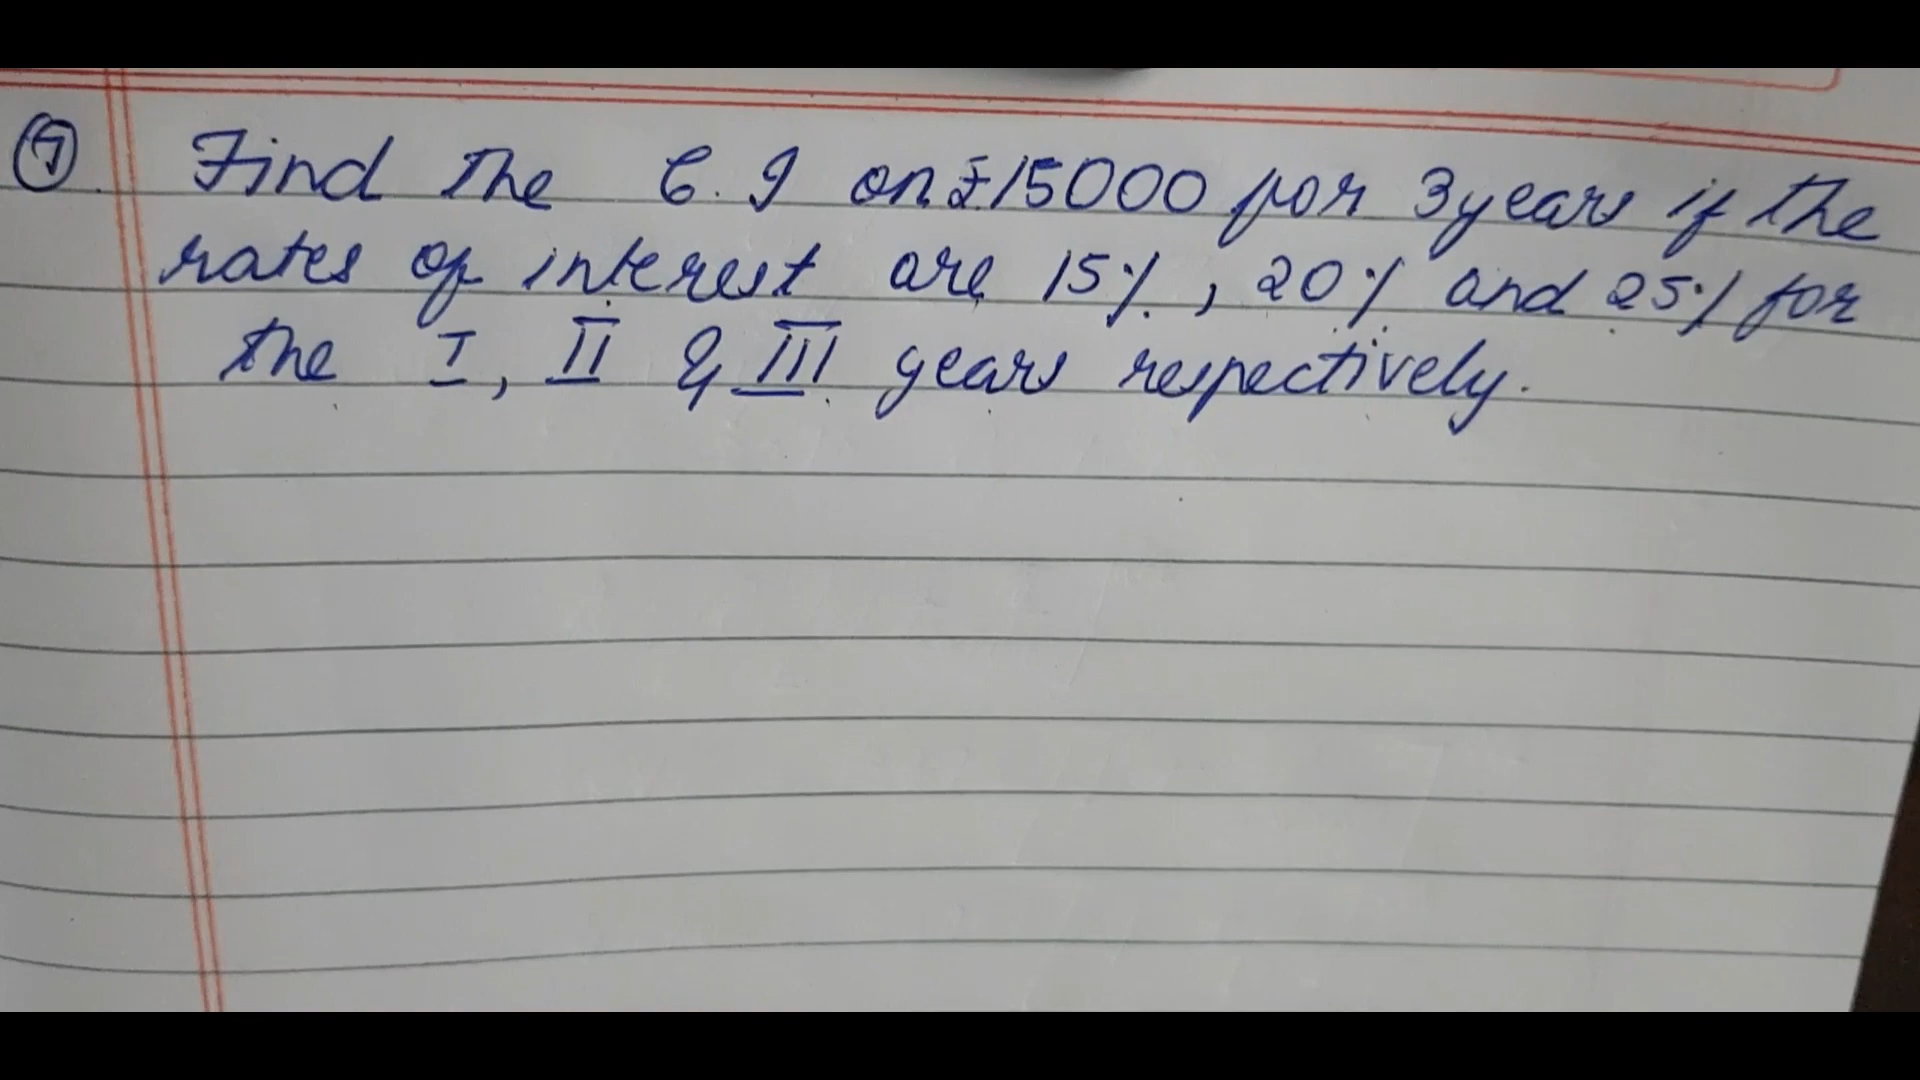 ⑦. Find the C.I on ₹15000 for 3 years if the
rates of interest are 15%, 20% and 25% for
the I, II & III years respectively.